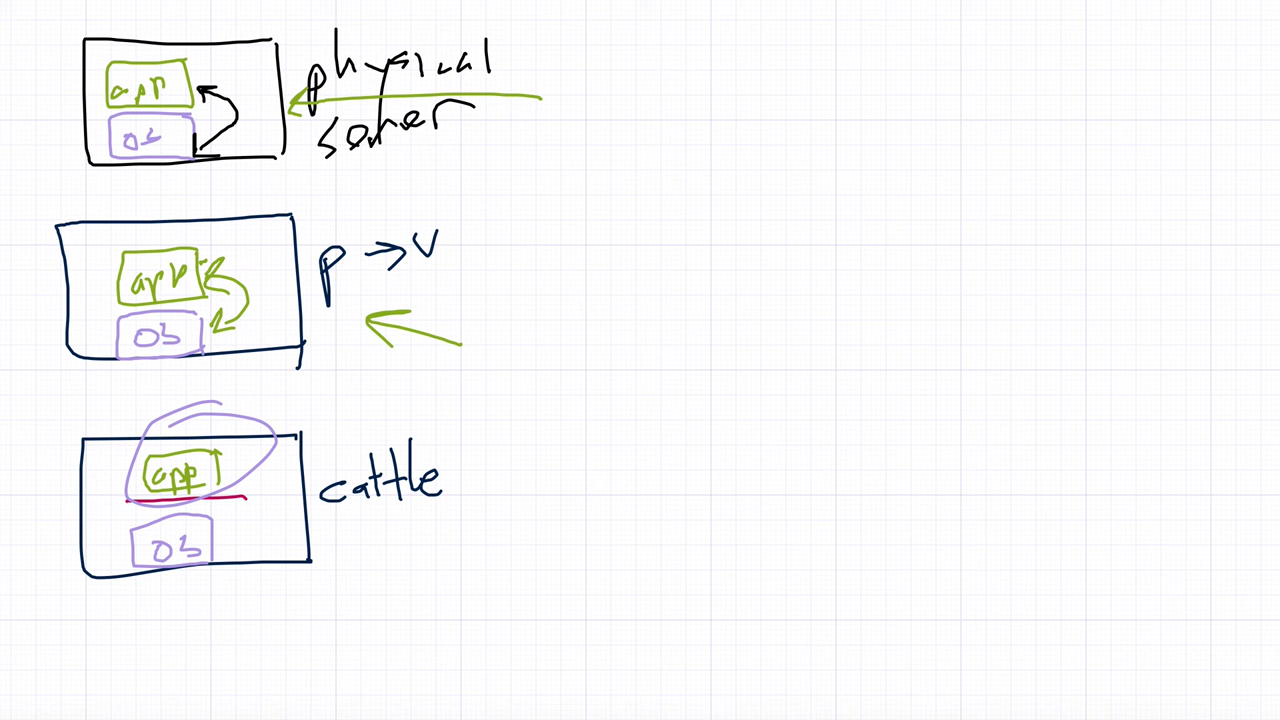 app
os
physical
server
app
os
p → v
app
os
cattle